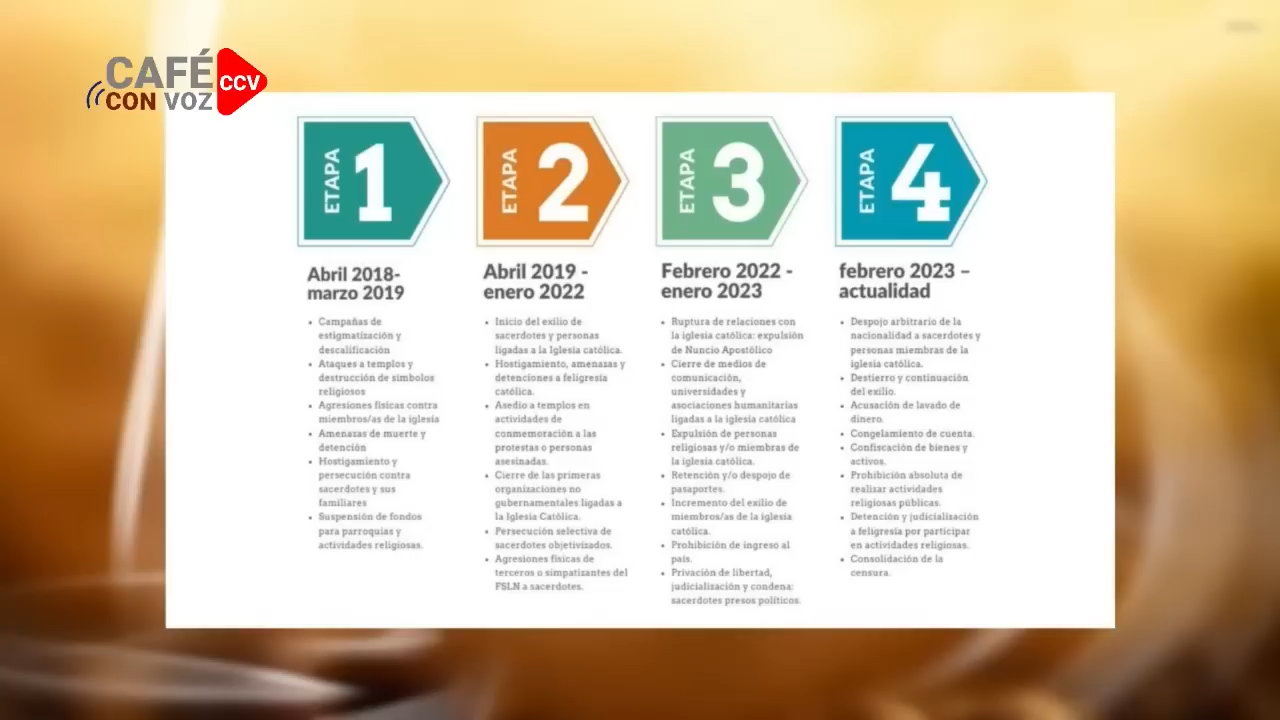 CAFÉ
CON VOZ
CCV
ETAPA 1
Abril 2018-
marzo 2019
• Campañas de
estigmatización y
descalificación
• Ataques a templos y
destrucción de símbolos
religiosos
• Agresiones físicas contra
miembros/as de la iglesia
• Amenazas de muerte y
detención
• Hostigamiento y
persecución contra
sacerdotes y sus
familiares
• Suspensión de fondos
para parroquias y
actividades religiosas.
ETAPA 2
Abril 2019 -
enero 2022
• Inicio del exilio de
sacerdotes y personas
ligadas a la Iglesia católica.
• Hostigamiento, amenazas y
detenciones a feligresía
católica.
• Asedio a templos en
actividades de
conmemoración a las
protestas o personas
asesinadas.
• Cierre de las primeras
organizaciones no
gubernamentales ligadas a
la Iglesia Católica.
• Persecución selectiva de
sacerdotes objetivizados.
• Agresiones físicas de
terceros o simpatizantes del
FSLN a sacerdotes.
ETAPA 3
Febrero 2022 -
enero 2023
• Ruptura de relaciones con
la iglesia católica: expulsión
de Nuncio Apostólico
• Cierre de medios de
comunicación,
universidades y
asociaciones humanitarias
ligadas a la iglesia católica
• Expulsión de personas
religiosas y/o miembras de
la iglesia católica.
• Retención y/o despojo de
pasaportes.
• Incremento del exilio de
miembros/as de la iglesia
católica.
• Prohibición de ingreso al
país.
• Privación de libertad,
judicialización y condena:
sacerdotes presos políticos.
ETAPA 4
febrero 2023 –
actualidad
• Despojo arbitrario de la
nacionalidad a sacerdotes y
personas miembras de la
iglesia católica.
• Destierro y continuación
del exilio.
• Acusación de lavado de
dinero.
• Congelamiento de cuenta.
• Confiscación de bienes y
activos.
• Prohibición absoluta de
realizar actividades
religiosas públicas.
• Detención y judicialización
a feligresía por participar
en actividades religiosas.
• Consolidación de la
censura.